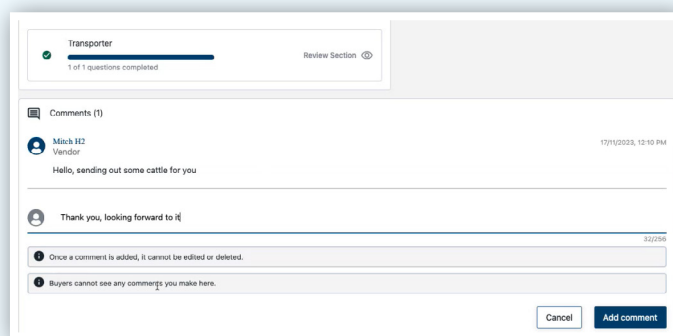 Transporter
1 of 1 questions completed
Review Section
Comments (1)
Mitch H2
Vendor
17/11/2023, 12:10 PM
Hello, sending out some cattle for you
Thank you, looking forward to it
32/256
Once a comment is added, it cannot be edited or deleted.
Buyers cannot see any comments you make here.
Cancel
Add comment